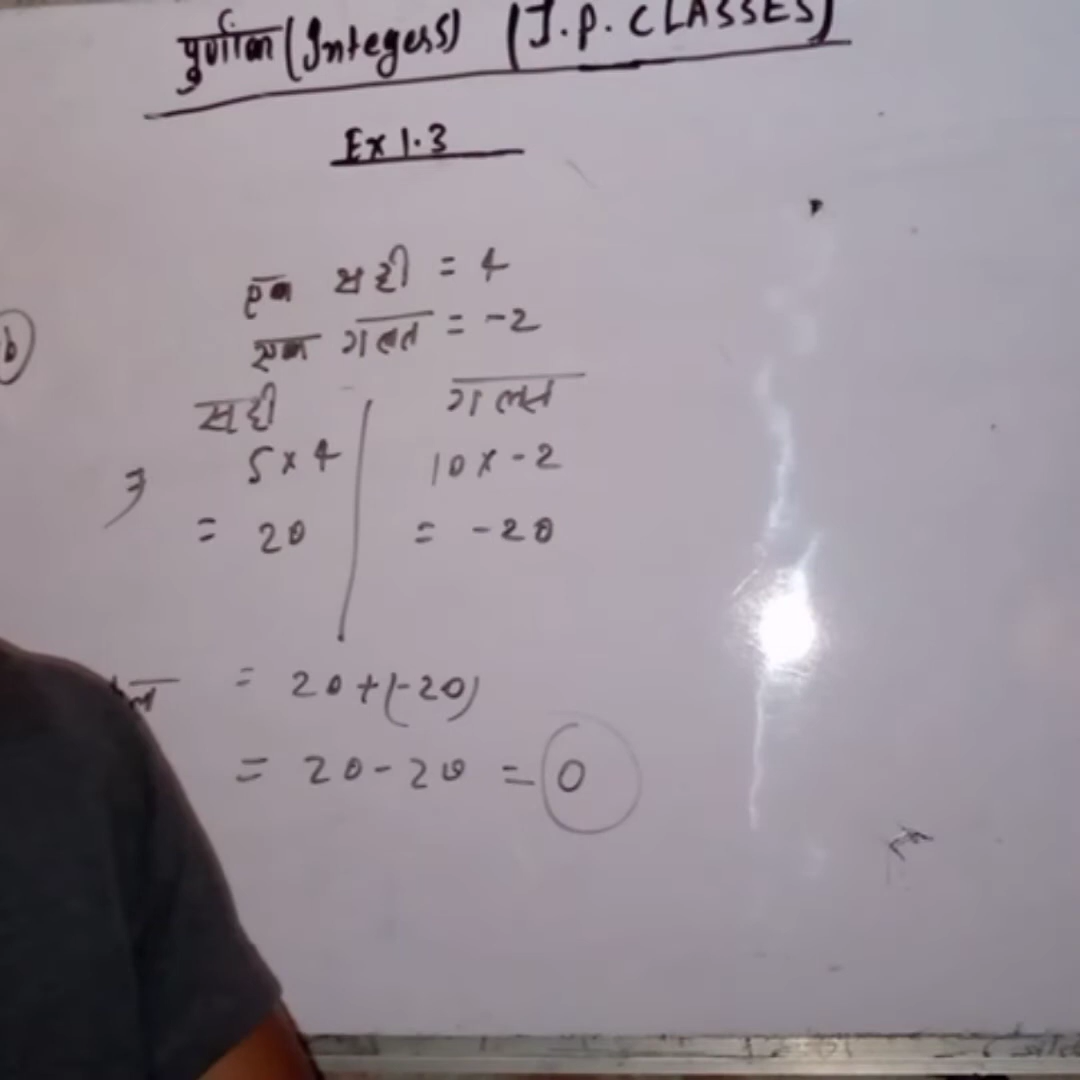 पुर्णांक (Integers) (J.P. CLASSES)
Ex 1.3
एक सही = 4
एक गलत = -2
b
सही गलत
5 x 4 10 x -2
= 20 = -20
= 20+(-20)
= 20-20 = 0